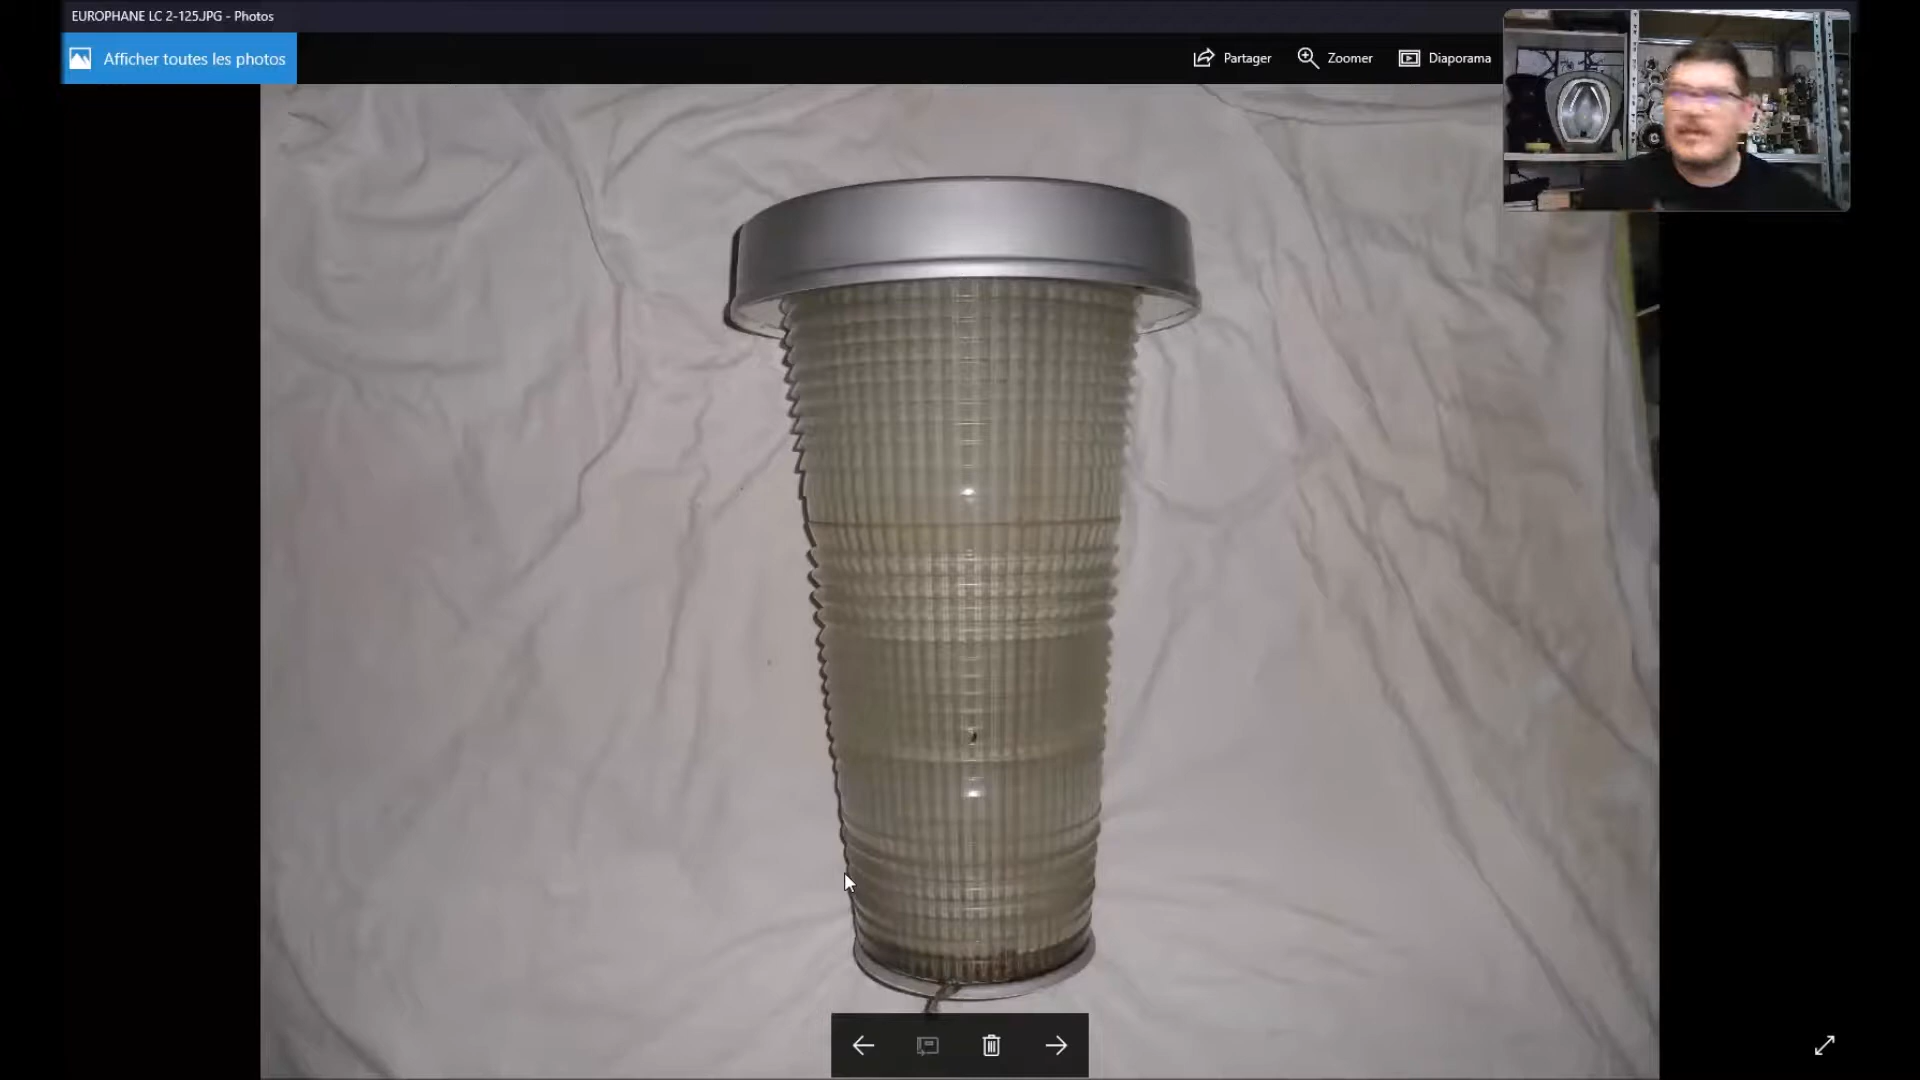 EUROPHANE LC 2-125.JPG - Photos
Afficher toutes les photos
Partager
Zoomer
Diaporama